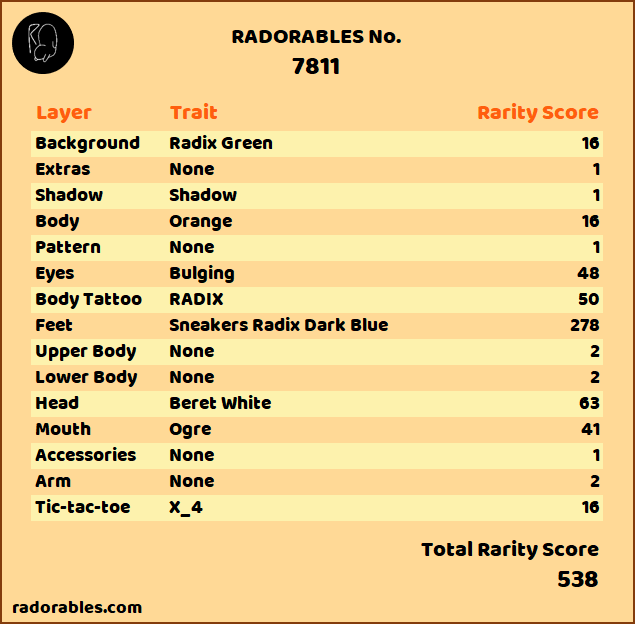 RADORABLES No.
7811
Layer Trait Rarity Score
Background Radix Green 16
Extras None 1
Shadow Shadow 1
Body Orange 16
Pattern None 1
Eyes Bulging 48
Body Tattoo RADIX 50
Feet Sneakers Radix Dark Blue 278
Upper Body None 2
Lower Body None 2
Head Beret White 63
Mouth Ogre 41
Accessories None 1
Arm None 2
Tic-tac-toe X_4 16
Total Rarity Score
538
radorables.com